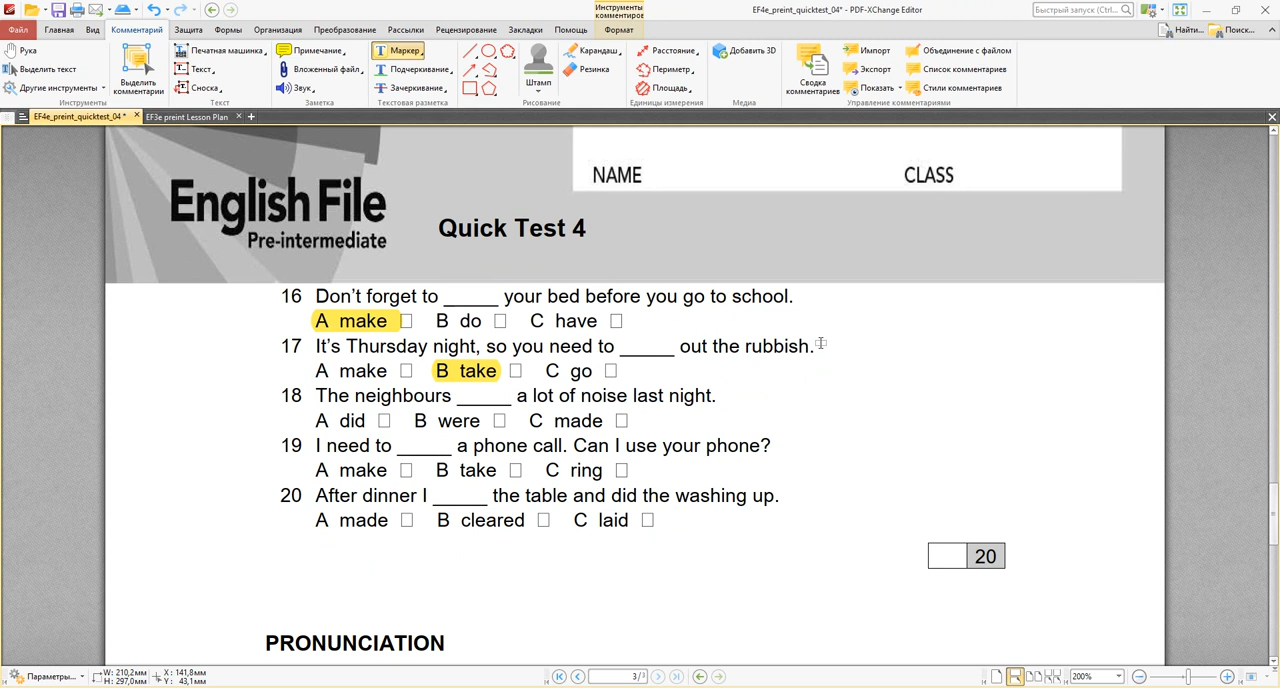 Инструменты
комментиров
EF4e_preint_quicktest_04* - PDF-XChange Editor
Быстрый запуск (Ctrl...
Файл Главная Вид Комментарий Защита Формы Организация Преобразование Рассылки Рецензирование Закладки Помощь Формат Найти... Поиск...
Рука
Выделить текст
Другие инструменты
Выделить
комментарии
Инструменты
Печатная машинка
Текст
Сноска
Текст
Примечание
Вложенный файл
Звук
Заметка
Маркер
Подчеркивание
Зачеркивание
Текстовая разметка
Штамп
Карандаш
Резинка
Рисование
Расстояние
Периметр
Площадь
Единицы измерения
Добавить 3D
Медиа
Сводка
комментариев
Импорт
Экспорт
Показать
Объединение с файлом
Список комментариев
Стили комментариев
Управление комментариями
EF4e_preint_quicktest_04 * EF3e preint Lesson Plan
NAME CLASS
English File
Pre-intermediate
Quick Test 4
16 Don't forget to _____ your bed before you go to school.
A make B do C have
17 It's Thursday night, so you need to _____ out the rubbish.
A make B take C go
18 The neighbours _____ a lot of noise last night.
A did B were C made
19 I need to _____ a phone call. Can I use your phone?
A make B take C ring
20 After dinner I _____ the table and did the washing up.
A made B cleared C laid
20
PRONUNCIATION
Параметры...
W: 210,2мм
H: 297,0мм
X: 141,8мм
Y: 43,1мм
200%